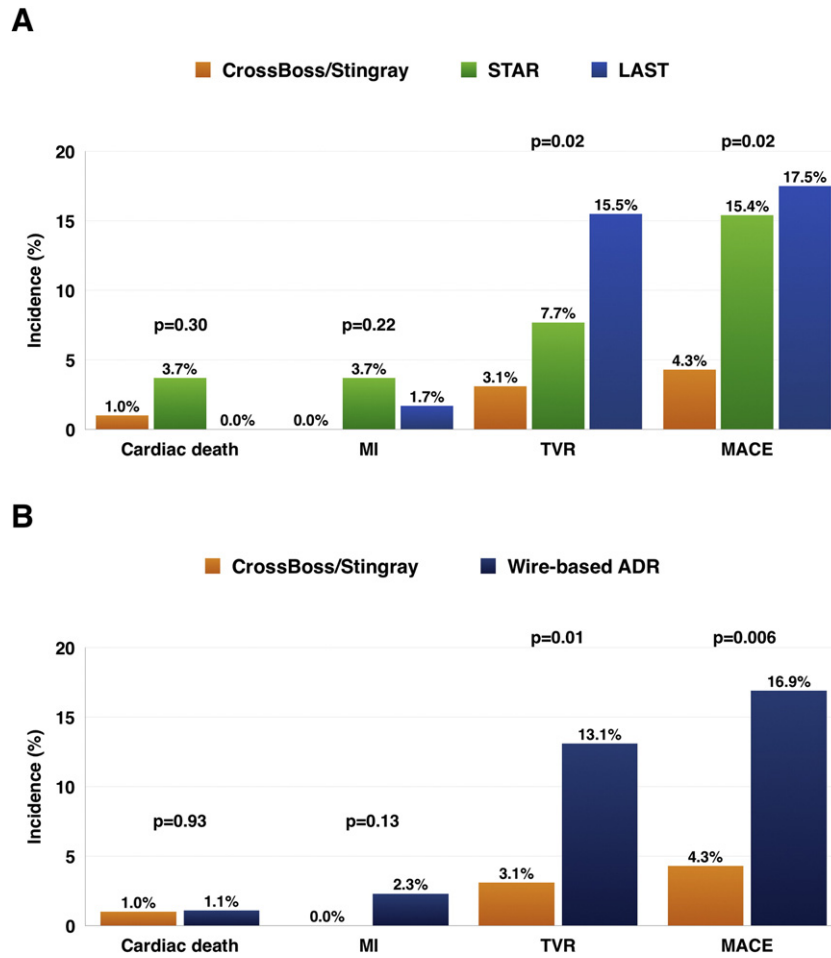 A
CrossBoss/Stingray STAR LAST
p=0.02 p=0.02
20
17.5%
15.5% 15.4%
15
Incidence (%)
10
p=0.30 p=0.22
7.7%
5
3.7% 3.7% 3.1% 4.3%
1.0% 0.0% 0.0% 1.7%
0
Cardiac death MI TVR MACE
B
CrossBoss/Stingray Wire-based ADR
p=0.01 p=0.006
20
16.9%
15
13.1%
Incidence (%)
10
p=0.93 p=0.13
5
4.3%
3.1%
2.3%
1.0% 1.1% 0.0%
0
Cardiac death MI TVR MACE